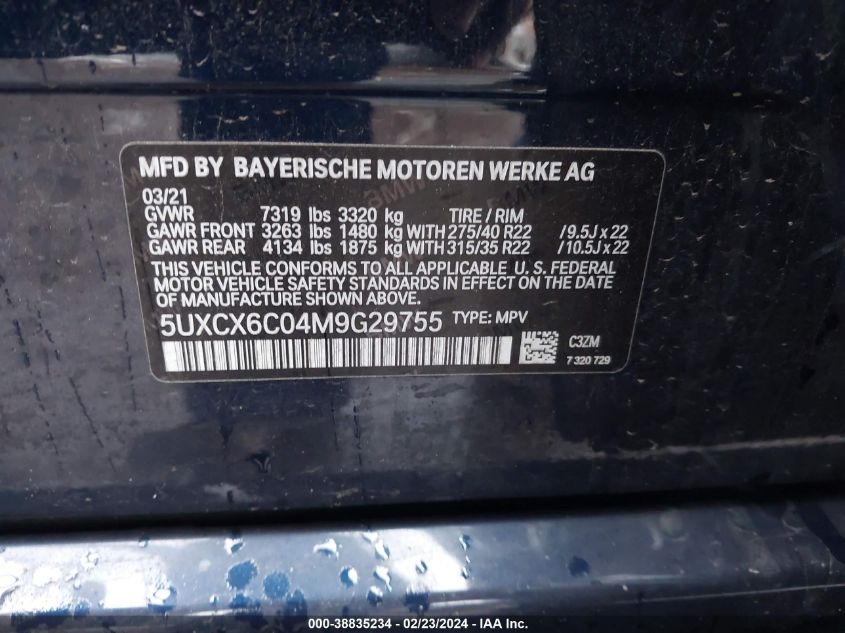 MFD BY BAYERISCHE MOTOREN WERKE AG
03/21
GVWR 7319 lbs 3320 kg TIRE / RIM
GAWR FRONT 3263 lbs 1480 kg WITH 275/40 R22 /9.5J x 22
GAWR REAR 4134 lbs 1875 kg WITH 315/35 R22 /10.5J x 22
THIS VEHICLE CONFORMS TO ALL APPLICABLE U. S. FEDERAL
MOTOR VEHICLE SAFETY STANDARDS IN EFFECT ON THE DATE
OF MANUFACTURE SHOWN ABOVE.
5UXCX6C04M9G29755 TYPE: MPV
C3ZM
7 320 729
000-38835234 - 02/23/2024 - IAA Inc.